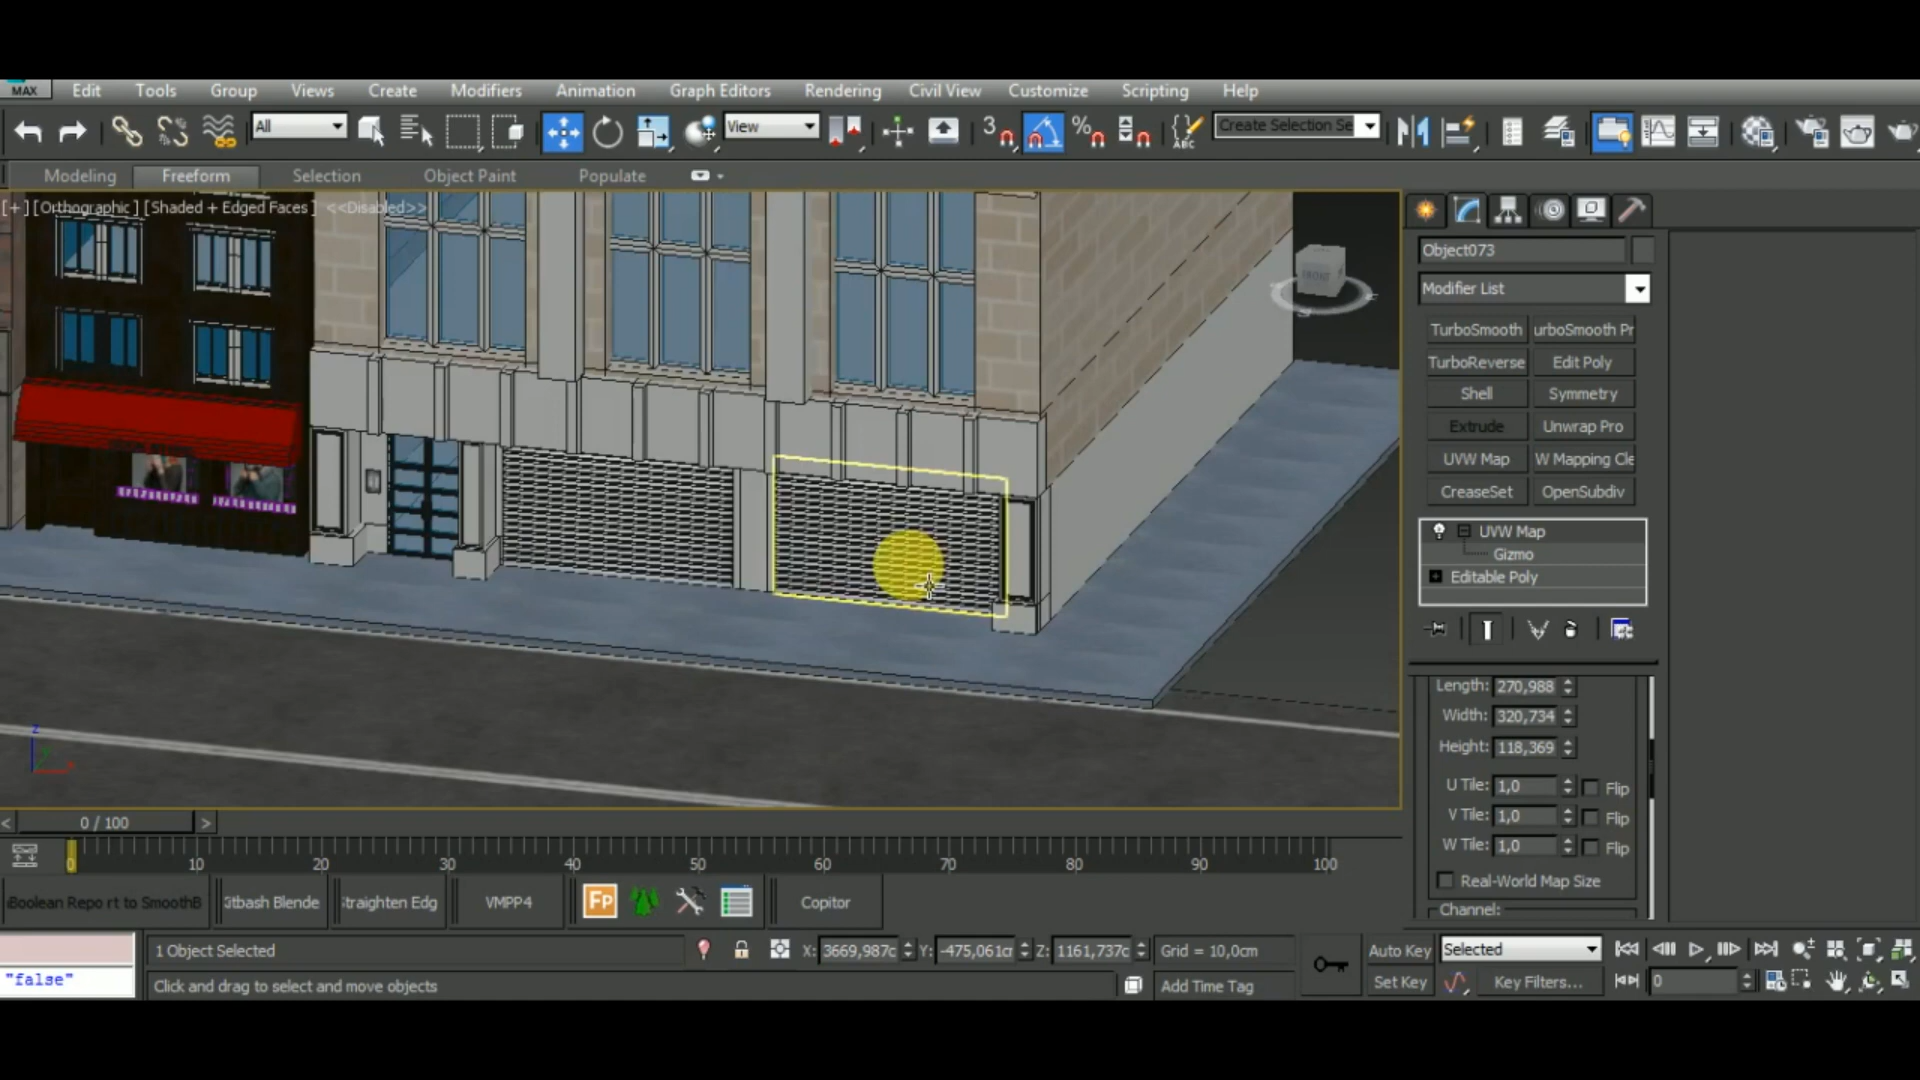 MAX Edit Tools Group Views Create Modifiers Animation Graph Editors Rendering Civil View Customize Scripting Help
All View 3 % ABC Create Selection Se
Modeling Freeform Selection Object Paint Populate
[+] [Orthographic] [Shaded + Edged Faces] <<Disabled>>
FRONT
Object073
Modifier List
TurboSmooth urboSmooth Pr
TurboReverse Edit Poly
Shell Symmetry
Extrude Unwrap Pro
UVW Map W Mapping Cle
CreaseSet OpenSubdiv
UVW Map
Gizmo
Editable Poly
Length: 270,988
Width: 320,734
Height: 118,369
U Tile: 1,0 Flip
V Tile: 1,0 Flip
W Tile: 1,0 Flip
Real-World Map Size
Channel:
z
< 0 / 100 >
0 10 20 30 40 50 60 70 80 90 100
Boolean Repo rt to SmoothB itbash Blende traighten Edg VMPP4 FP Copitor
1 Object Selected X: 3669,987c Y: -475,061c Z: 1161,737c Grid = 10,0cm Auto Key Selected
"false" Click and drag to select and move objects Add Time Tag Set Key Key Filters... 0